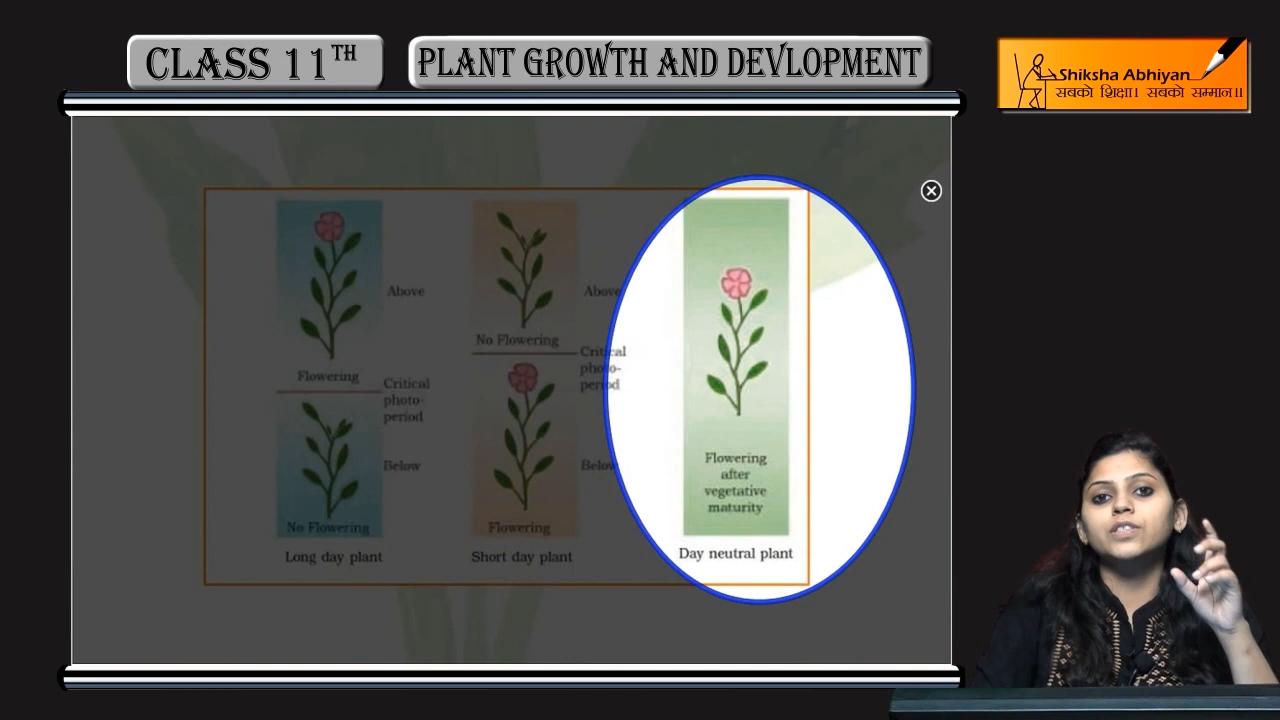 CLASS 11TH
PLANT GROWTH AND DEVLOPMENT
Shiksha Abhiyan
सबको शिक्षा। सबको सम्मान।।
Above
Flowering
Critical
photo-
period
Below
No Flowering
Long day plant
Above
No Flowering
Critical
photo-
period
Below
Flowering
Short day plant
Flowering
after
vegetative
maturity
Day neutral plant